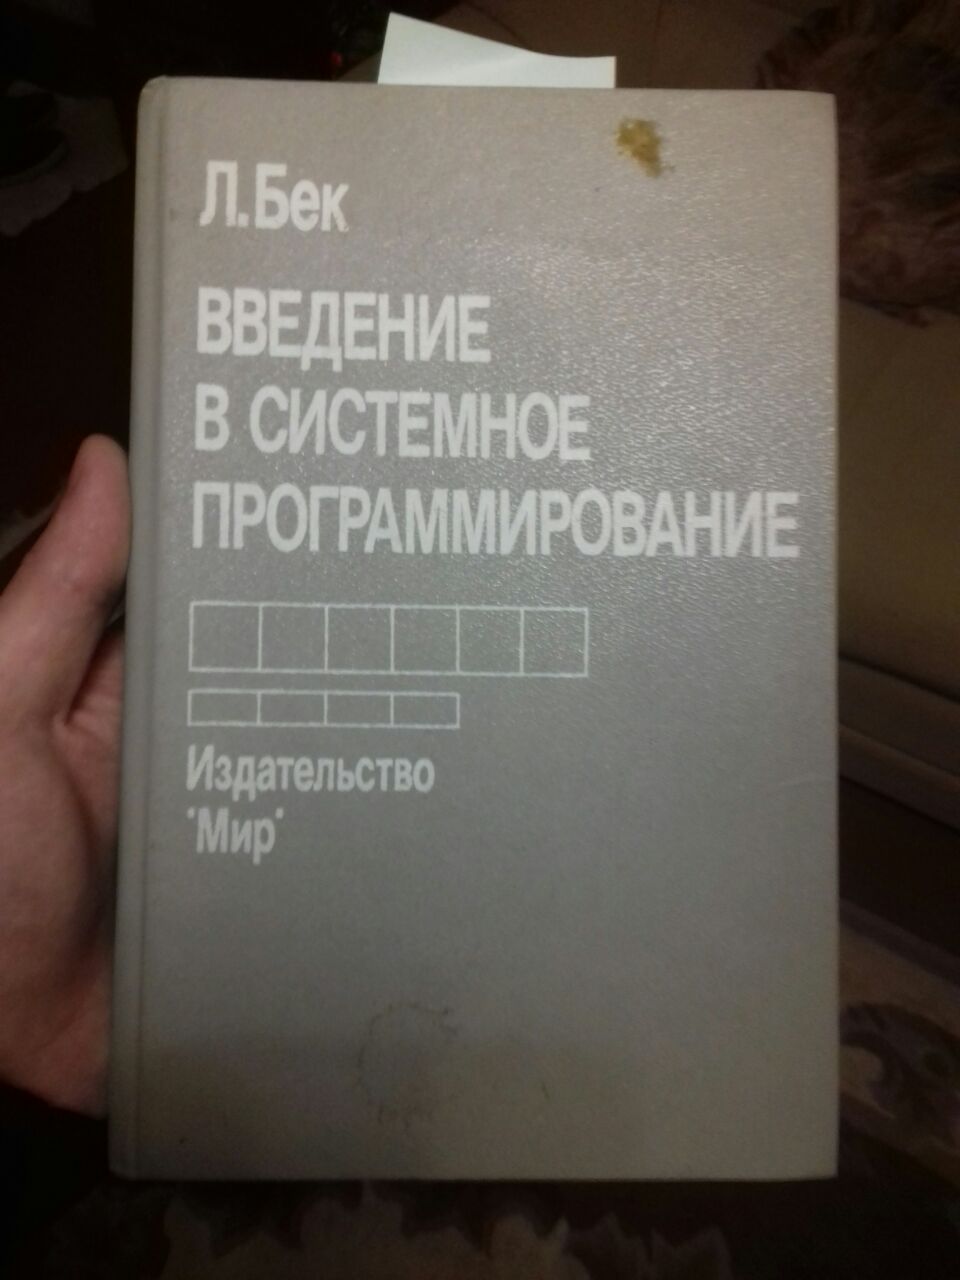 Л.Бек
ВВЕДЕНИЕ
В СИСТЕМНОЕ
ПРОГРАММИРОВАНИЕ
Издательство
"Мир"